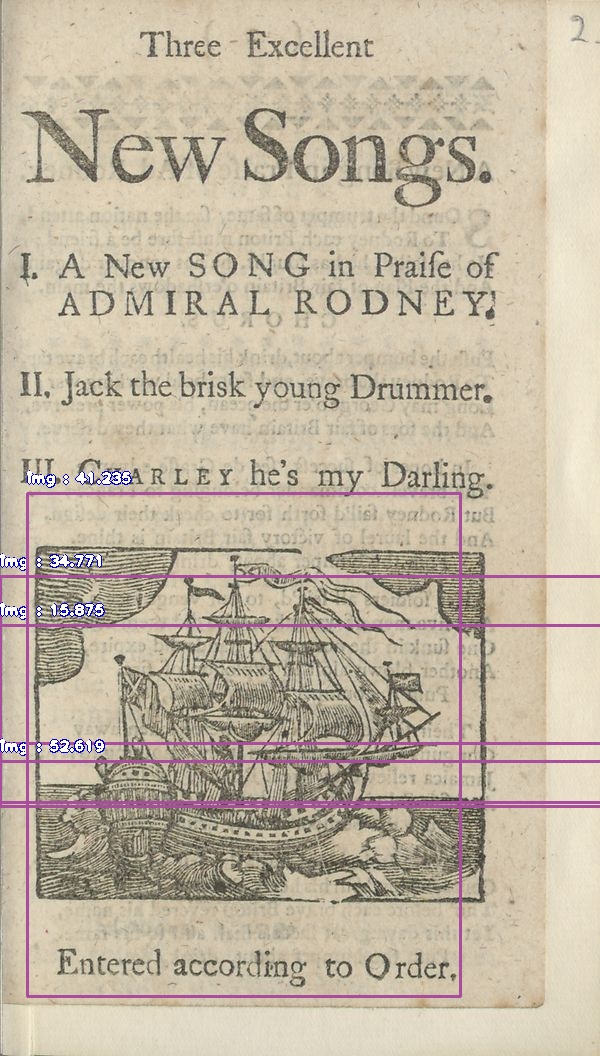 2
Three Excellent
New Songs.
I. A New SONG in Praiſe of
ADMIRAL RODNEY.
II. Jack the brisk young Drummer.
III. CHARLEY he's my Darling.
Img : 41.235
Img : 34.771
Img : 15.875
Img : 52.619
Entered according to Order.